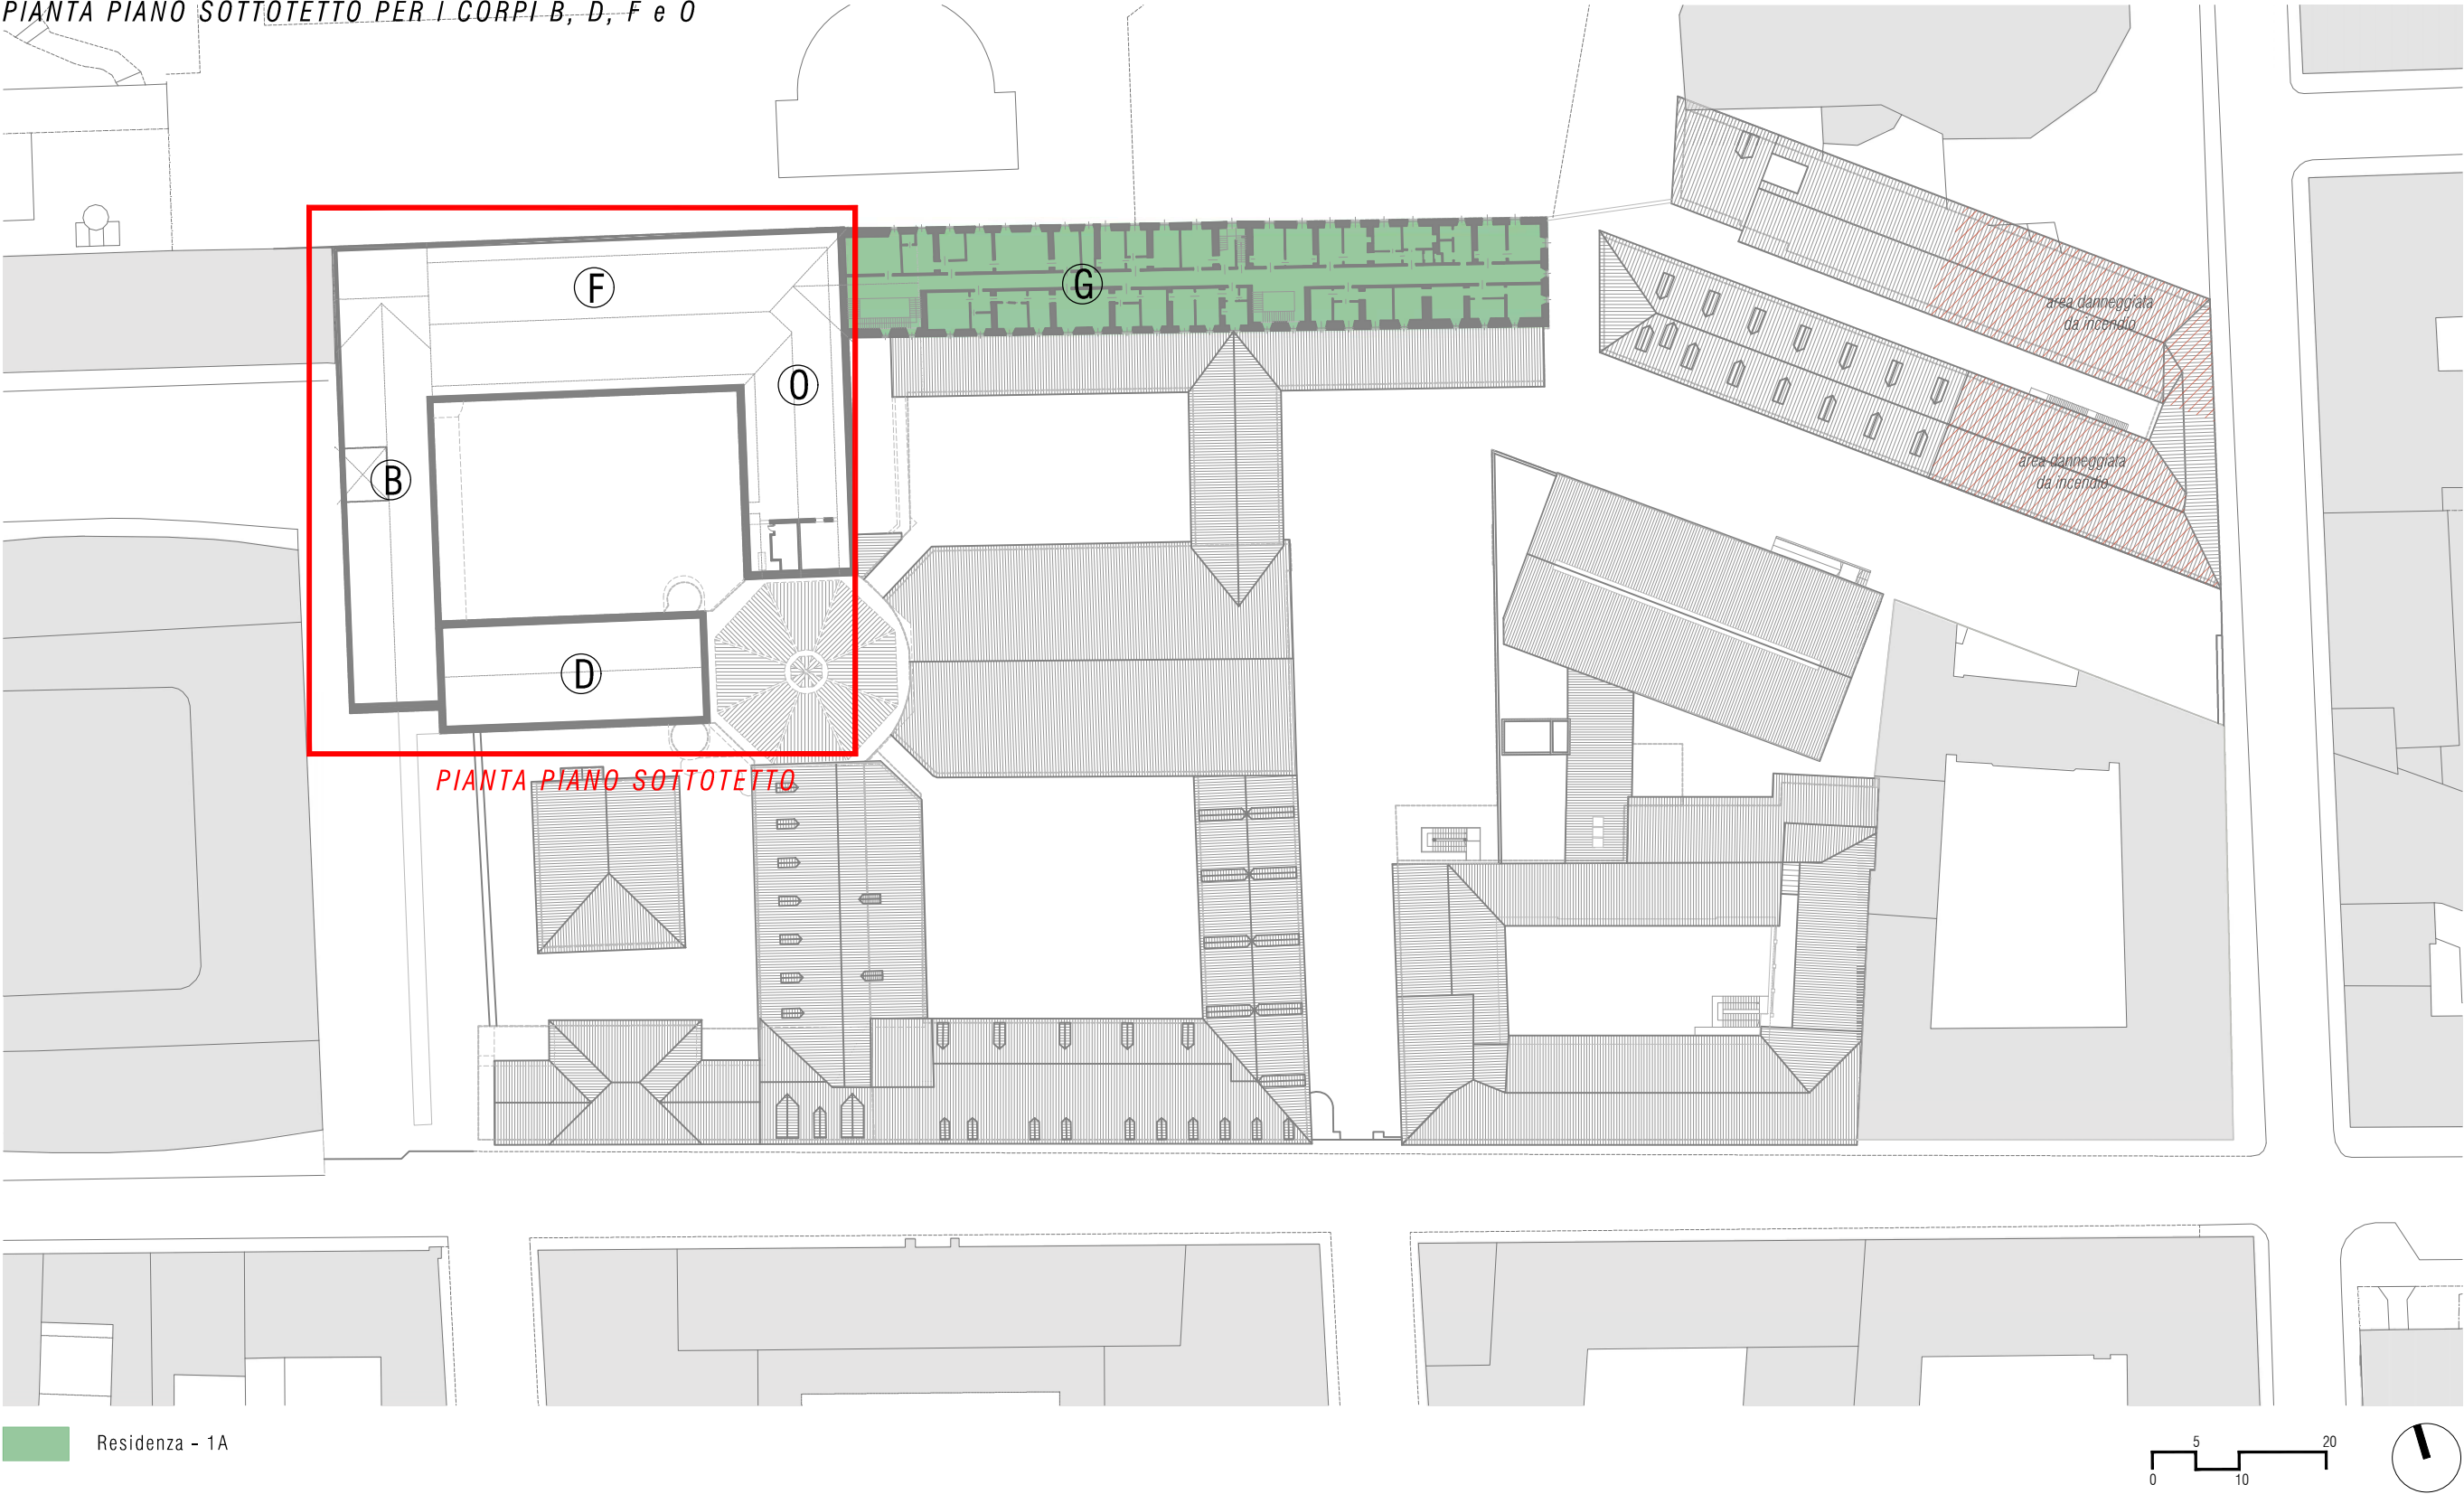 PIANTA PIANO SOTTOTETTO PER I CORPI B, D, F e O
F
G
O
B
D
area danneggiata
da incendio
area danneggiata
da incendio
PIANTA PIANO SOTTOTETTO
Residenza - 1A
5
20
0
10